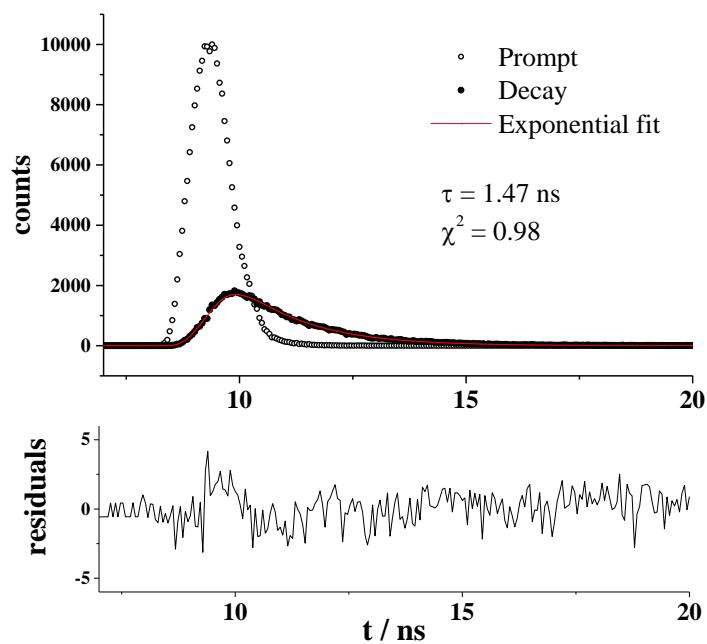 10000
8000
6000
4000
2000
0
counts
Prompt
Decay
Exponential fit
τ = 1.47 ns
χ² = 0.98
10
15
20
5
0
-5
residuals
10
15
20
t / ns